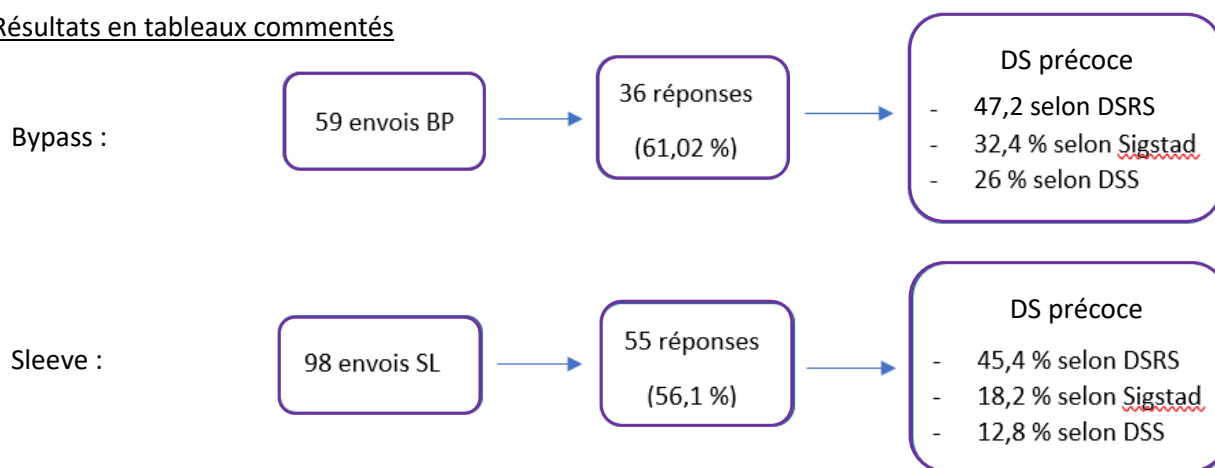 Résultats en tableaux commentés
Bypass :
59 envois BP
36 réponses
(61,02 %)
DS précoce
- 47,2 selon DSRS
- 32,4 % selon Sigstad
- 26 % selon DSS
Sleeve :
98 envois SL
55 réponses
(56,1 %)
DS précoce
- 45,4 % selon DSRS
- 18,2 % selon Sigstad
- 12,8 % selon DSS